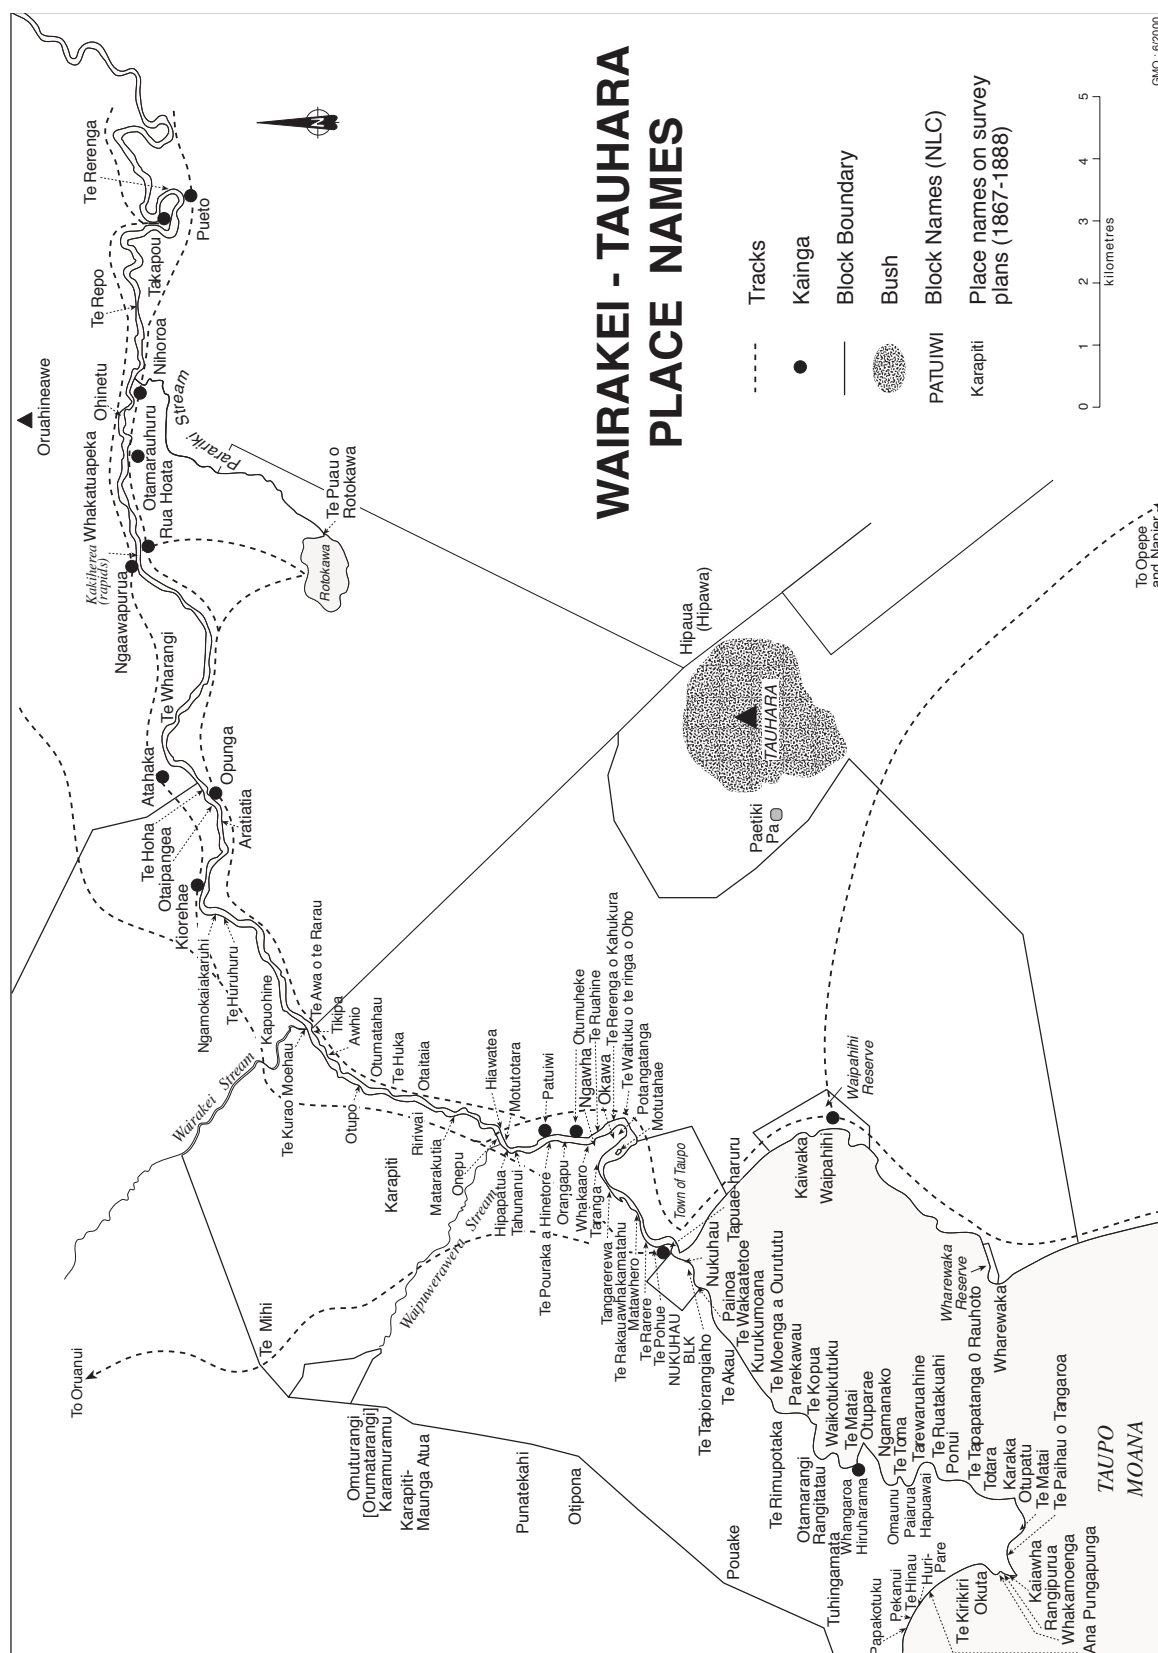 WAIRAKEI - TAUHARA
PLACE NAMES
Tracks
Kainga
Block Boundary
Bush
PATUIWI
Block Names (NLC)
Karapiti
Place names on survey
plans (1867-1888)
0
1
2
3
4
5
kilometres
GMO : 6/2000
N
Te Rerenga
Pueto
Takapou
Te Repo
Nihoroa
Oruahineawe
Ohinetu
Parariki Stream
Whakatuapeka
Otamarauhuru
Rua Hoata
Kakiherea
(rapids)
Ngaawapurua
Te Puau o
Rotokawa
Rotokawa
Te Wharangi
Atahaka
Opunga
Te Hoha
Otaipangea
Aratiatia
Kiorehae
Ngamokaiakaruhi
Te Huruhuru
Kapuohine
Te Awa o te Rarau
Tikipa
Awhio
Wairakei Stream
Te Kurao Moehau
Otumatahau
Te Huka
Otaitaia
Otupo
Ririwai
Karapiti
Matarakutia
Onepu
Hiawatea
Motutotara
Hipapatua
Tahunanui
Patuiwi
Otumuheke
Ngawha
Te Ruahine
Okawa
Te Rerenga o Kahukura
Te Waituku o te ringa o Oho
Potangatanga
Motutahae
Waipuwerawera Stream
Te Pouraka a Hinetore
Orangapu
Whakaaro
Taranga
Tangarerewa
Te Rakauawhakamatahu
Matawhero
Te Rarere
Te Pohue
NUKUHAU
BLK
Te Tapiorangiaho
Town of Taupo
Tapuae-haruru
Nukuhau
Painoa
Te Wakaatetoe
Te Akau
Kurukumoana
Te Moenga a Ourututu
Parekawau
Te Kopua
Waikotukutuku
Te Matai
Otuparae
Ngamanako
Te Toma
Tarewaruahine
Te Ruatakuahi
Ponui
Te Tapapatanga O Rauhoto
Totara
Karaka
Otupatu
Te Matai
Te Paihau o Tangaroa
Hipaua
(Hipawa)
TAUHARA
Paetiki
Pa
To Opepe
and Napier
Waipahihi
Reserve
Kaiwaka
Waipahihi
Wharewaka
Reserve
Wharewaka
TAUPO
MOANA
To Oruanui
Te Mihi
Omuturangi
[Orumatarangi]
Karamuramu
Karapiti-
Maunga Atua
Punatekahi
Otipona
Pouake
Te Rimupotaka
Otamarangi
Rangitatau
Tuhingamata
Whangaroa
Hiruharama
Omaunu
Paiarua
Hapuawai
Papakotuku
Pekanui
Te Hinau
Huri-
Pare
Te Kirikiri
Okuta
Kaiawha
Rangipurua
Whakamoenga
Ana Pungapunga